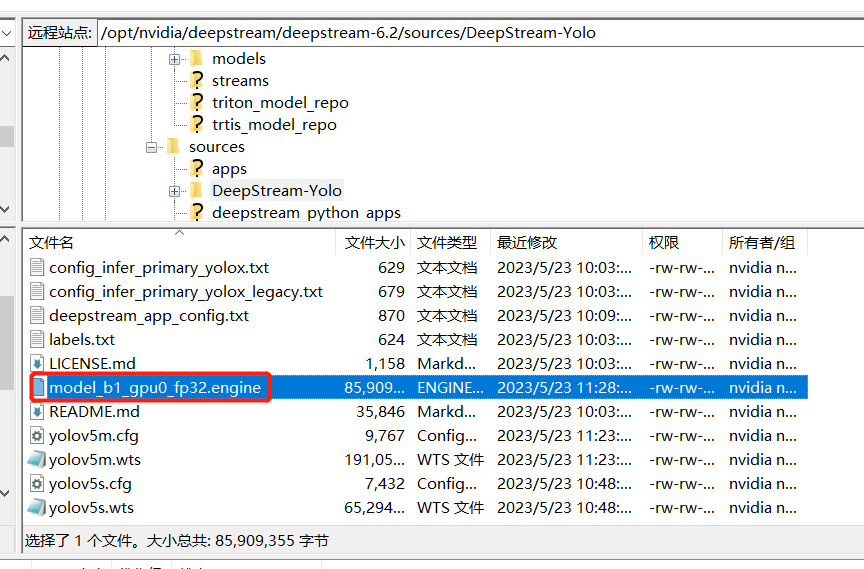 远程站点: /opt/nvidia/deepstream/deepstream-6.2/sources/DeepStream-Yolo
models
streams
triton_model_repo
trtis_model_repo
sources
apps
DeepStream-Yolo
deepstream_python_apps
文件名 文件大小 文件类型 最近修改 权限 所有者/组
config_infer_primary_yolox.txt 629 文本文档 2023/5/23 10:03:... -rw-rw-... nvidia n...
config_infer_primary_yolox_legacy.txt 679 文本文档 2023/5/23 10:03:... -rw-rw-... nvidia n...
deepstream_app_config.txt 870 文本文档 2023/5/23 10:09:... -rw-rw-... nvidia n...
labels.txt 624 文本文档 2023/5/23 10:03:... -rw-rw-... nvidia n...
LICENSE.md 1,158 Markd... 2023/5/23 10:03:... -rw-rw-... nvidia n...
model_b1_gpu0_fp32.engine 85,909... ENGINE... 2023/5/23 11:28:... -rw-rw-... nvidia n...
README.md 35,846 Markd... 2023/5/23 10:03:... -rw-rw-... nvidia n...
yolov5m.cfg 9,767 Config... 2023/5/23 11:23:... -rw-rw-... nvidia n...
yolov5m.wts 191,05... WTS 文件 2023/5/23 11:23:... -rw-rw-... nvidia n...
yolov5s.cfg 7,432 Config... 2023/5/23 10:48:... -rw-rw-... nvidia n...
yolov5s.wts 65,294... WTS 文件 2023/5/23 10:48:... -rw-rw-... nvidia n...
选择了 1 个文件。大小总共: 85,909,355 字节